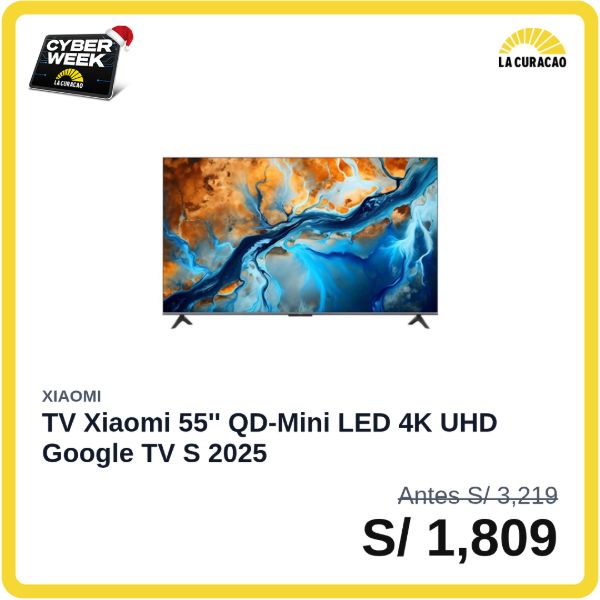 CYBER
WEEK
LA CURACAO
LA CURACAO
XIAOMI
TV Xiaomi 55'' QD-Mini LED 4K UHD
Google TV S 2025
Antes S/ 3,219
S/ 1,809